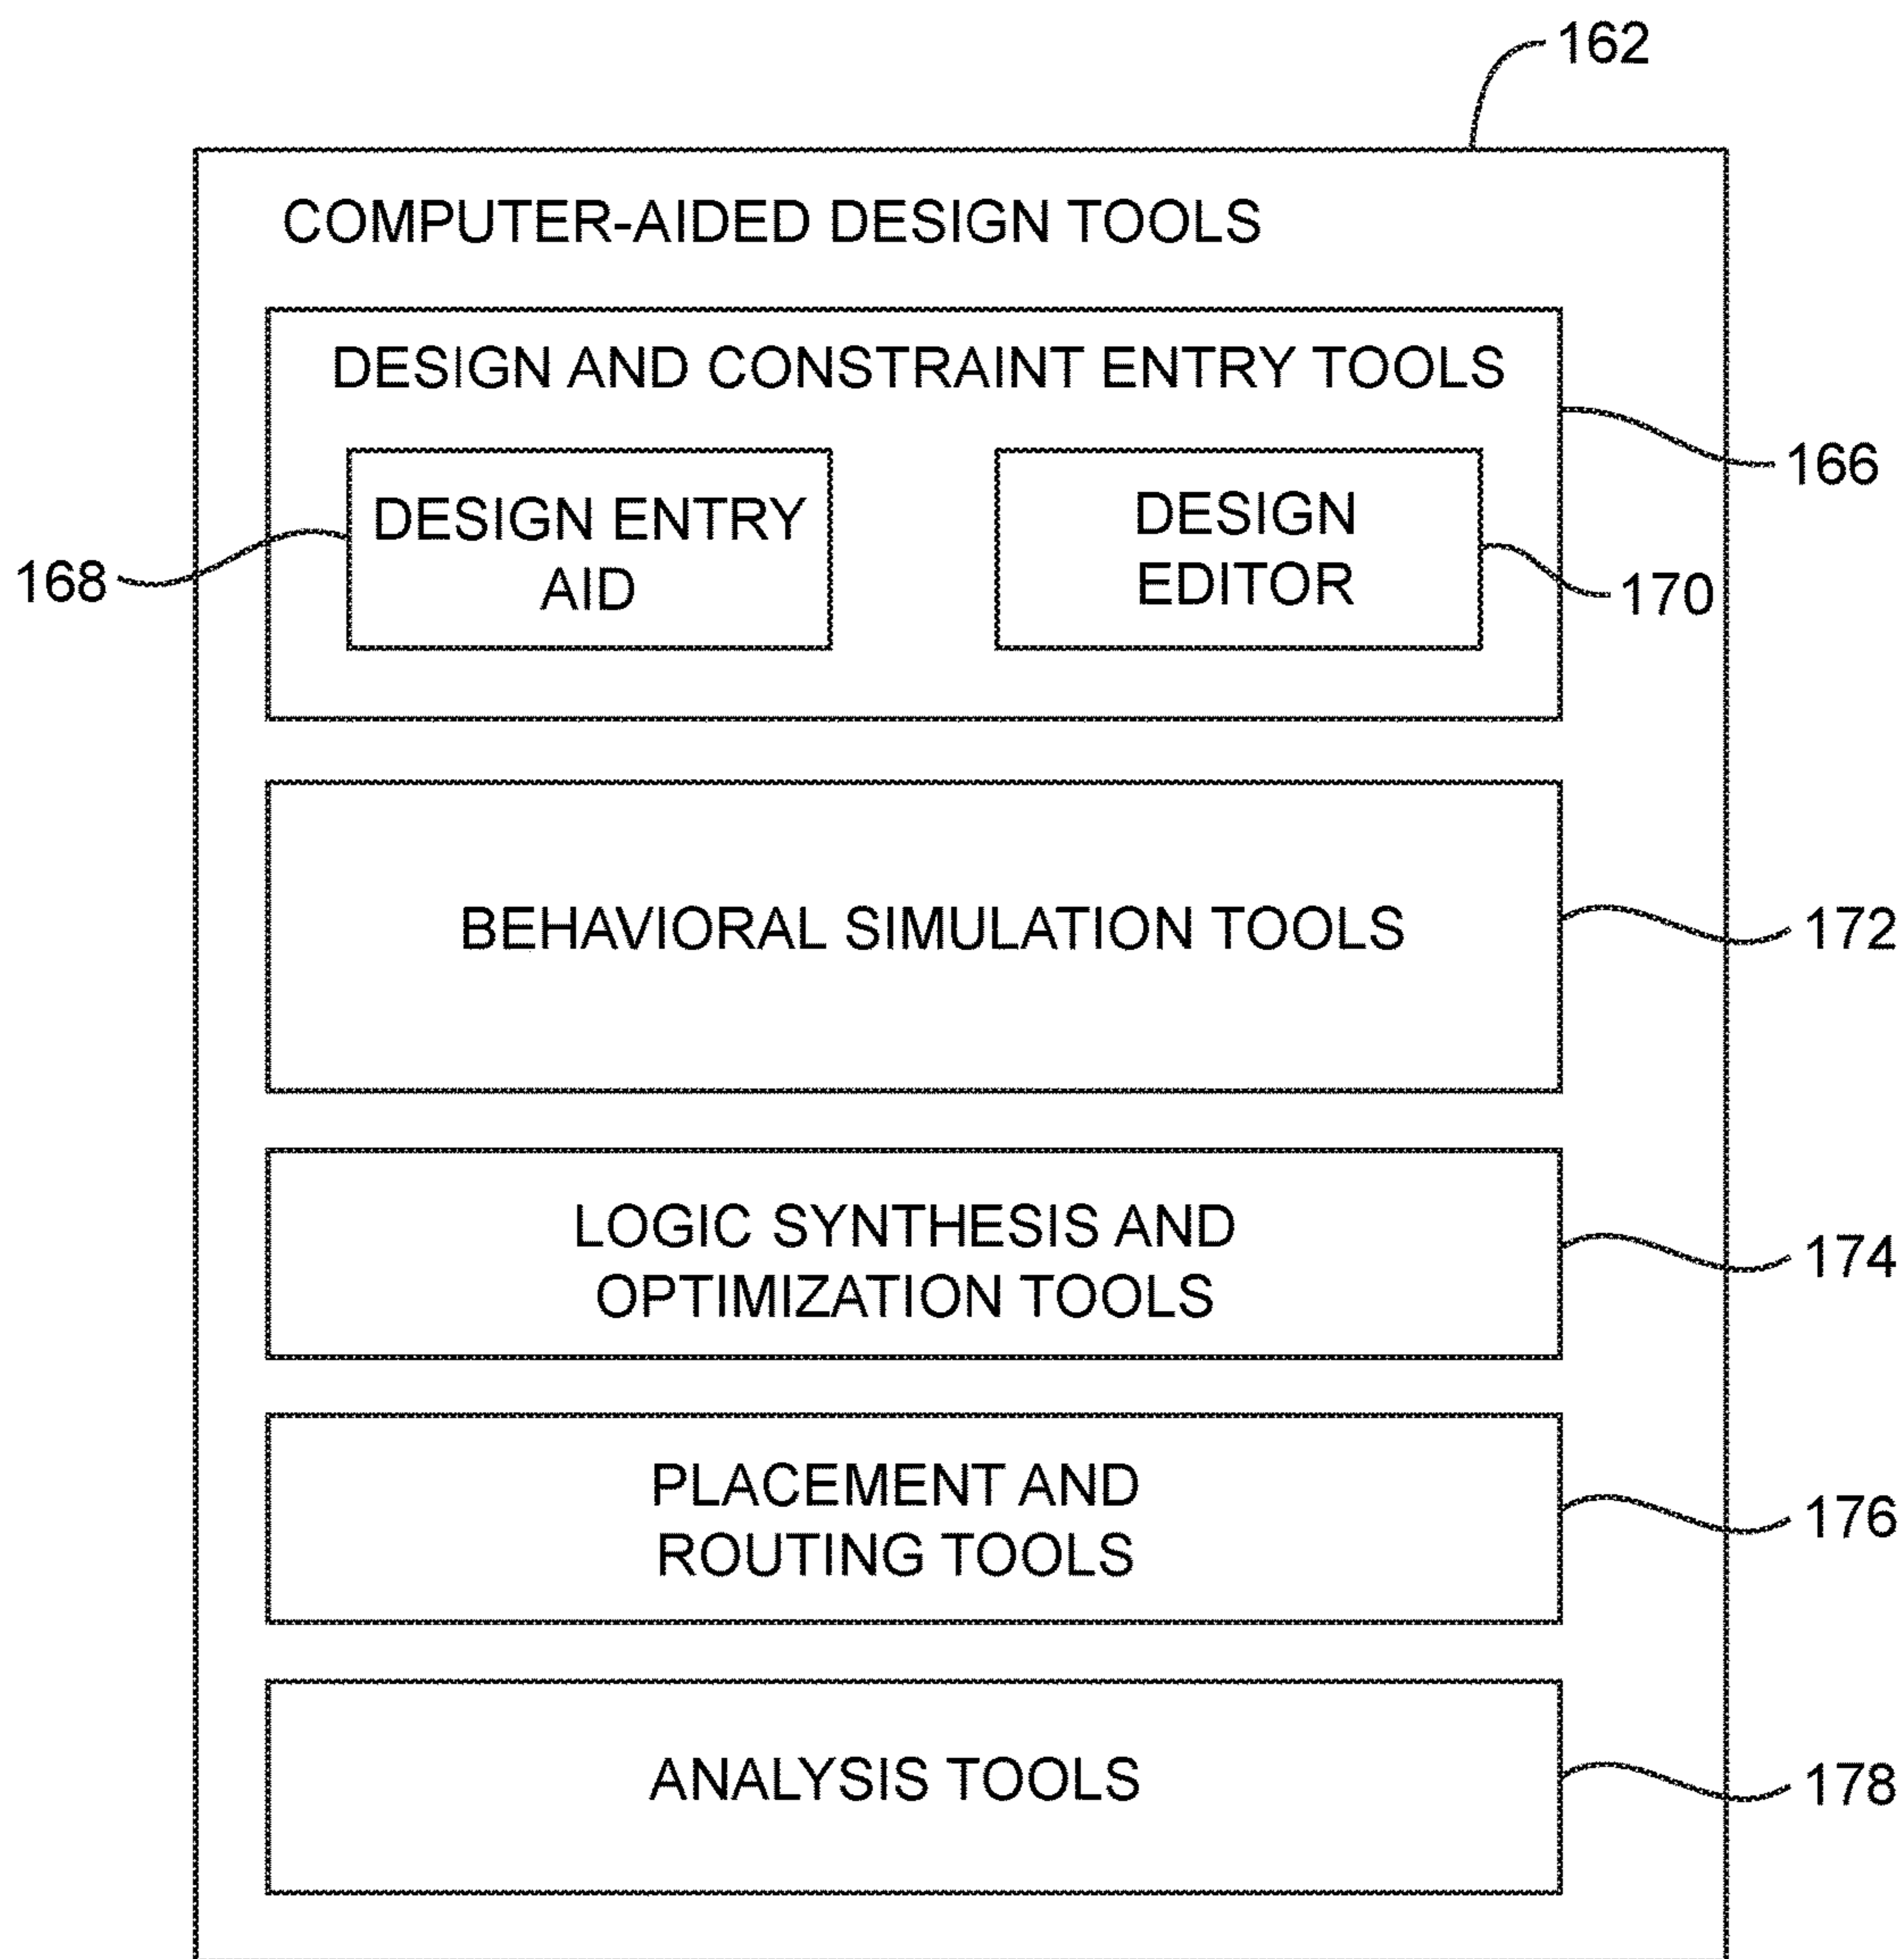 162
COMPUTER-AIDED DESIGN TOOLS
DESIGN AND CONSTRAINT ENTRY TOOLS
166
DESIGN ENTRY
AID
168
DESIGN
EDITOR
170
BEHAVIORAL SIMULATION TOOLS
172
LOGIC SYNTHESIS AND
OPTIMIZATION TOOLS
174
PLACEMENT AND
ROUTING TOOLS
176
ANALYSIS TOOLS
178